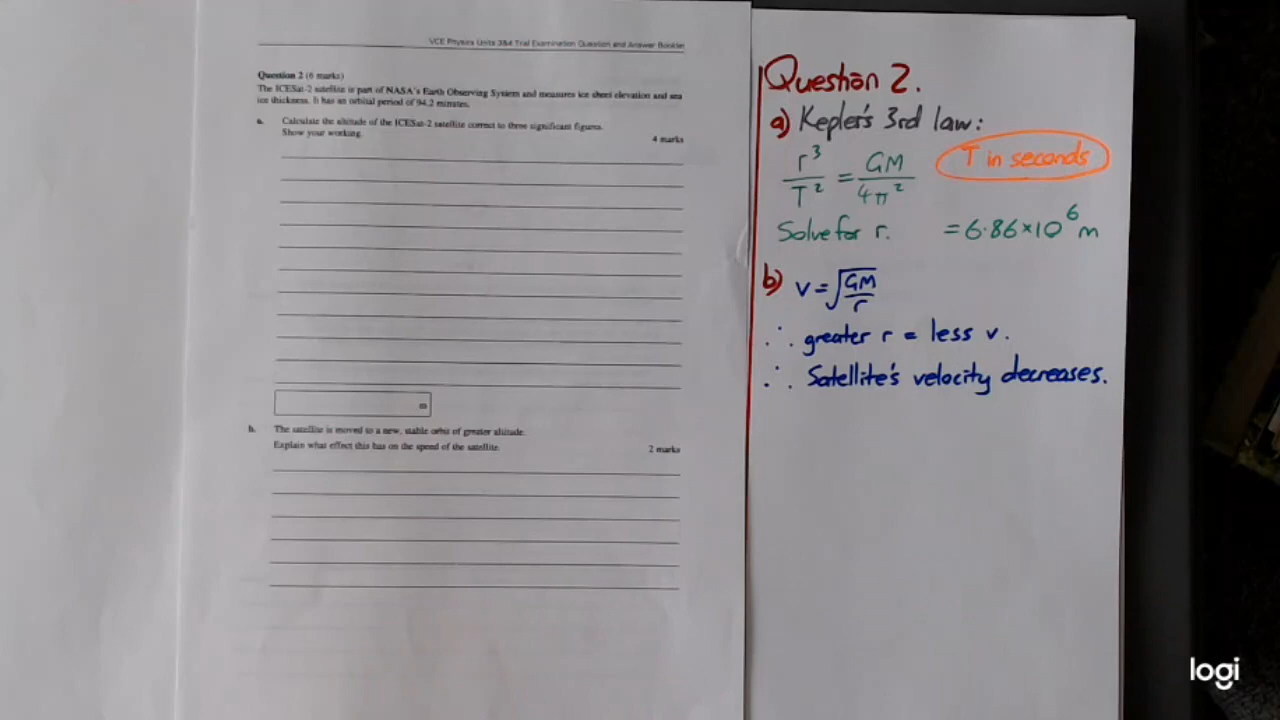 VCE Physics Units 3&4 Trial Examination Question and Answer Booklet
Question 2 (6 marks)
The ICESat-2 satellite is part of NASA's Earth Observing System and measures ice sheet elevation and sea
ice thickness. It has an orbital period of 94.2 minutes.
a. Calculate the altitude of the ICESat-2 satellite correct to three significant figures.
Show your working. 4 marks
m
b. The satellite is moved to a new, stable orbit of greater altitude.
Explain what effect this has on the speed of the satellite. 2 marks
Question 2.
a) Kepler's 3rd law:
r³/T² = GM/4π² T in seconds
Solve for r. = 6.86×10⁶ m
b) v = √GM/r
∴ greater r = less v.
∴ Satellite's velocity decreases.
logi